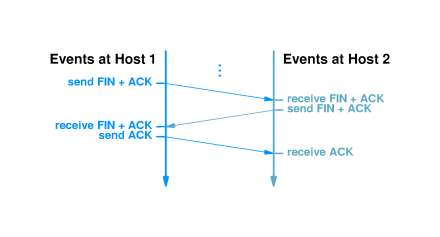 Events at Host 1
Events at Host 2
send FIN + ACK
receive FIN + ACK
send FIN + ACK
receive FIN + ACK
send ACK
receive ACK